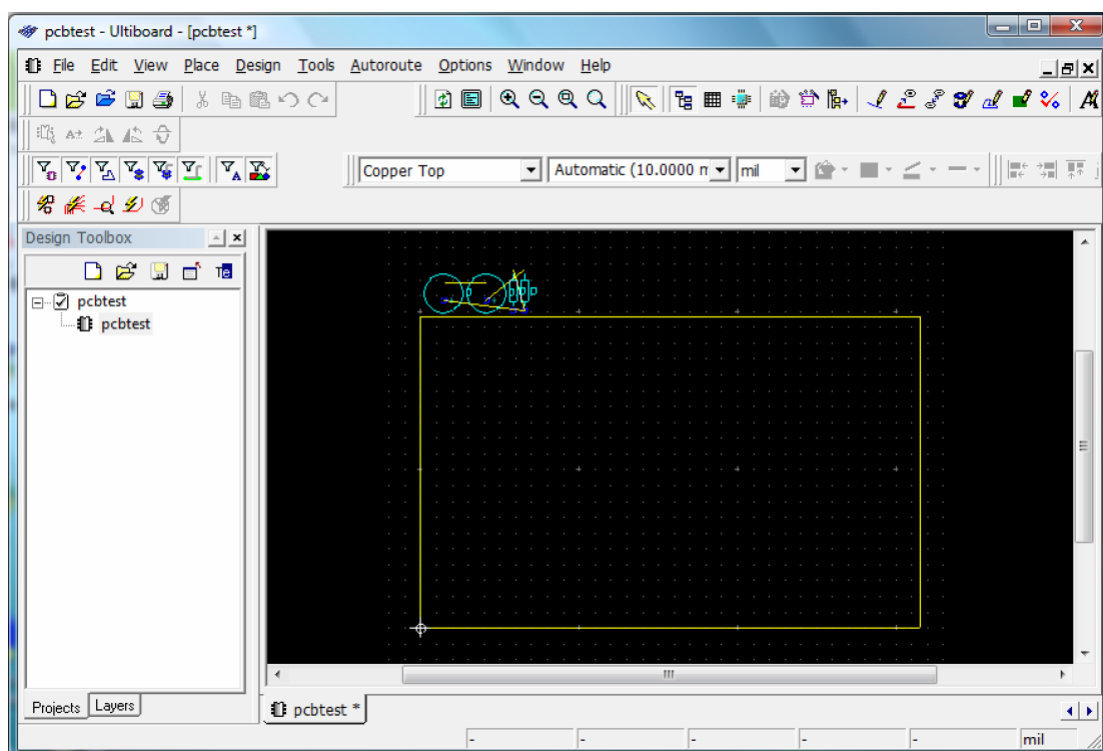 pcbtest - Ultiboard - [pcbtest *]
File Edit View Place Design Tools Autoroute Options Window Help
Copper Top Automatic (10.0000 m mil
Design Toolbox
pcbtest
pcbtest
Projects Layers
pcbtest *
- - - - - mil